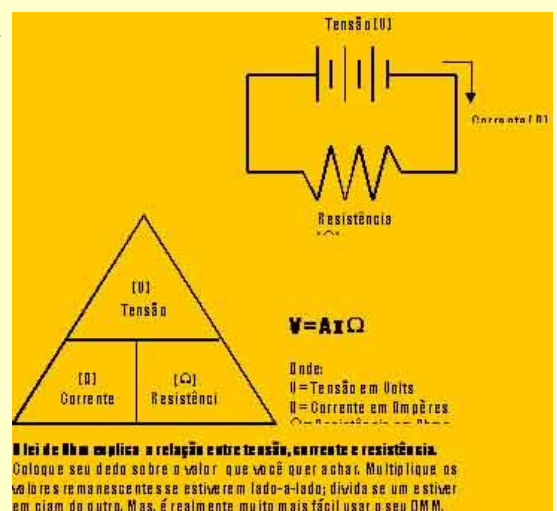 Tensão [V]
Corrente [A]
Resistência
[V]
Tensão
[A]
Corrente
[Ω]
Resistênci
V=AxΩ
Onde:
V=Tensão em Volts
A=Corrente em Ampères
A lei de Ohm explica a relação entre tensão, corrente e resistência.
Coloque seu dedo sobre o valor que você quer achar. Multiplique os
valores remanescentes se estiverem lado-a-lado; divida se um estiver
em ciam do outro. Mas, é realmente muito mais fácil usar o seu DMM.